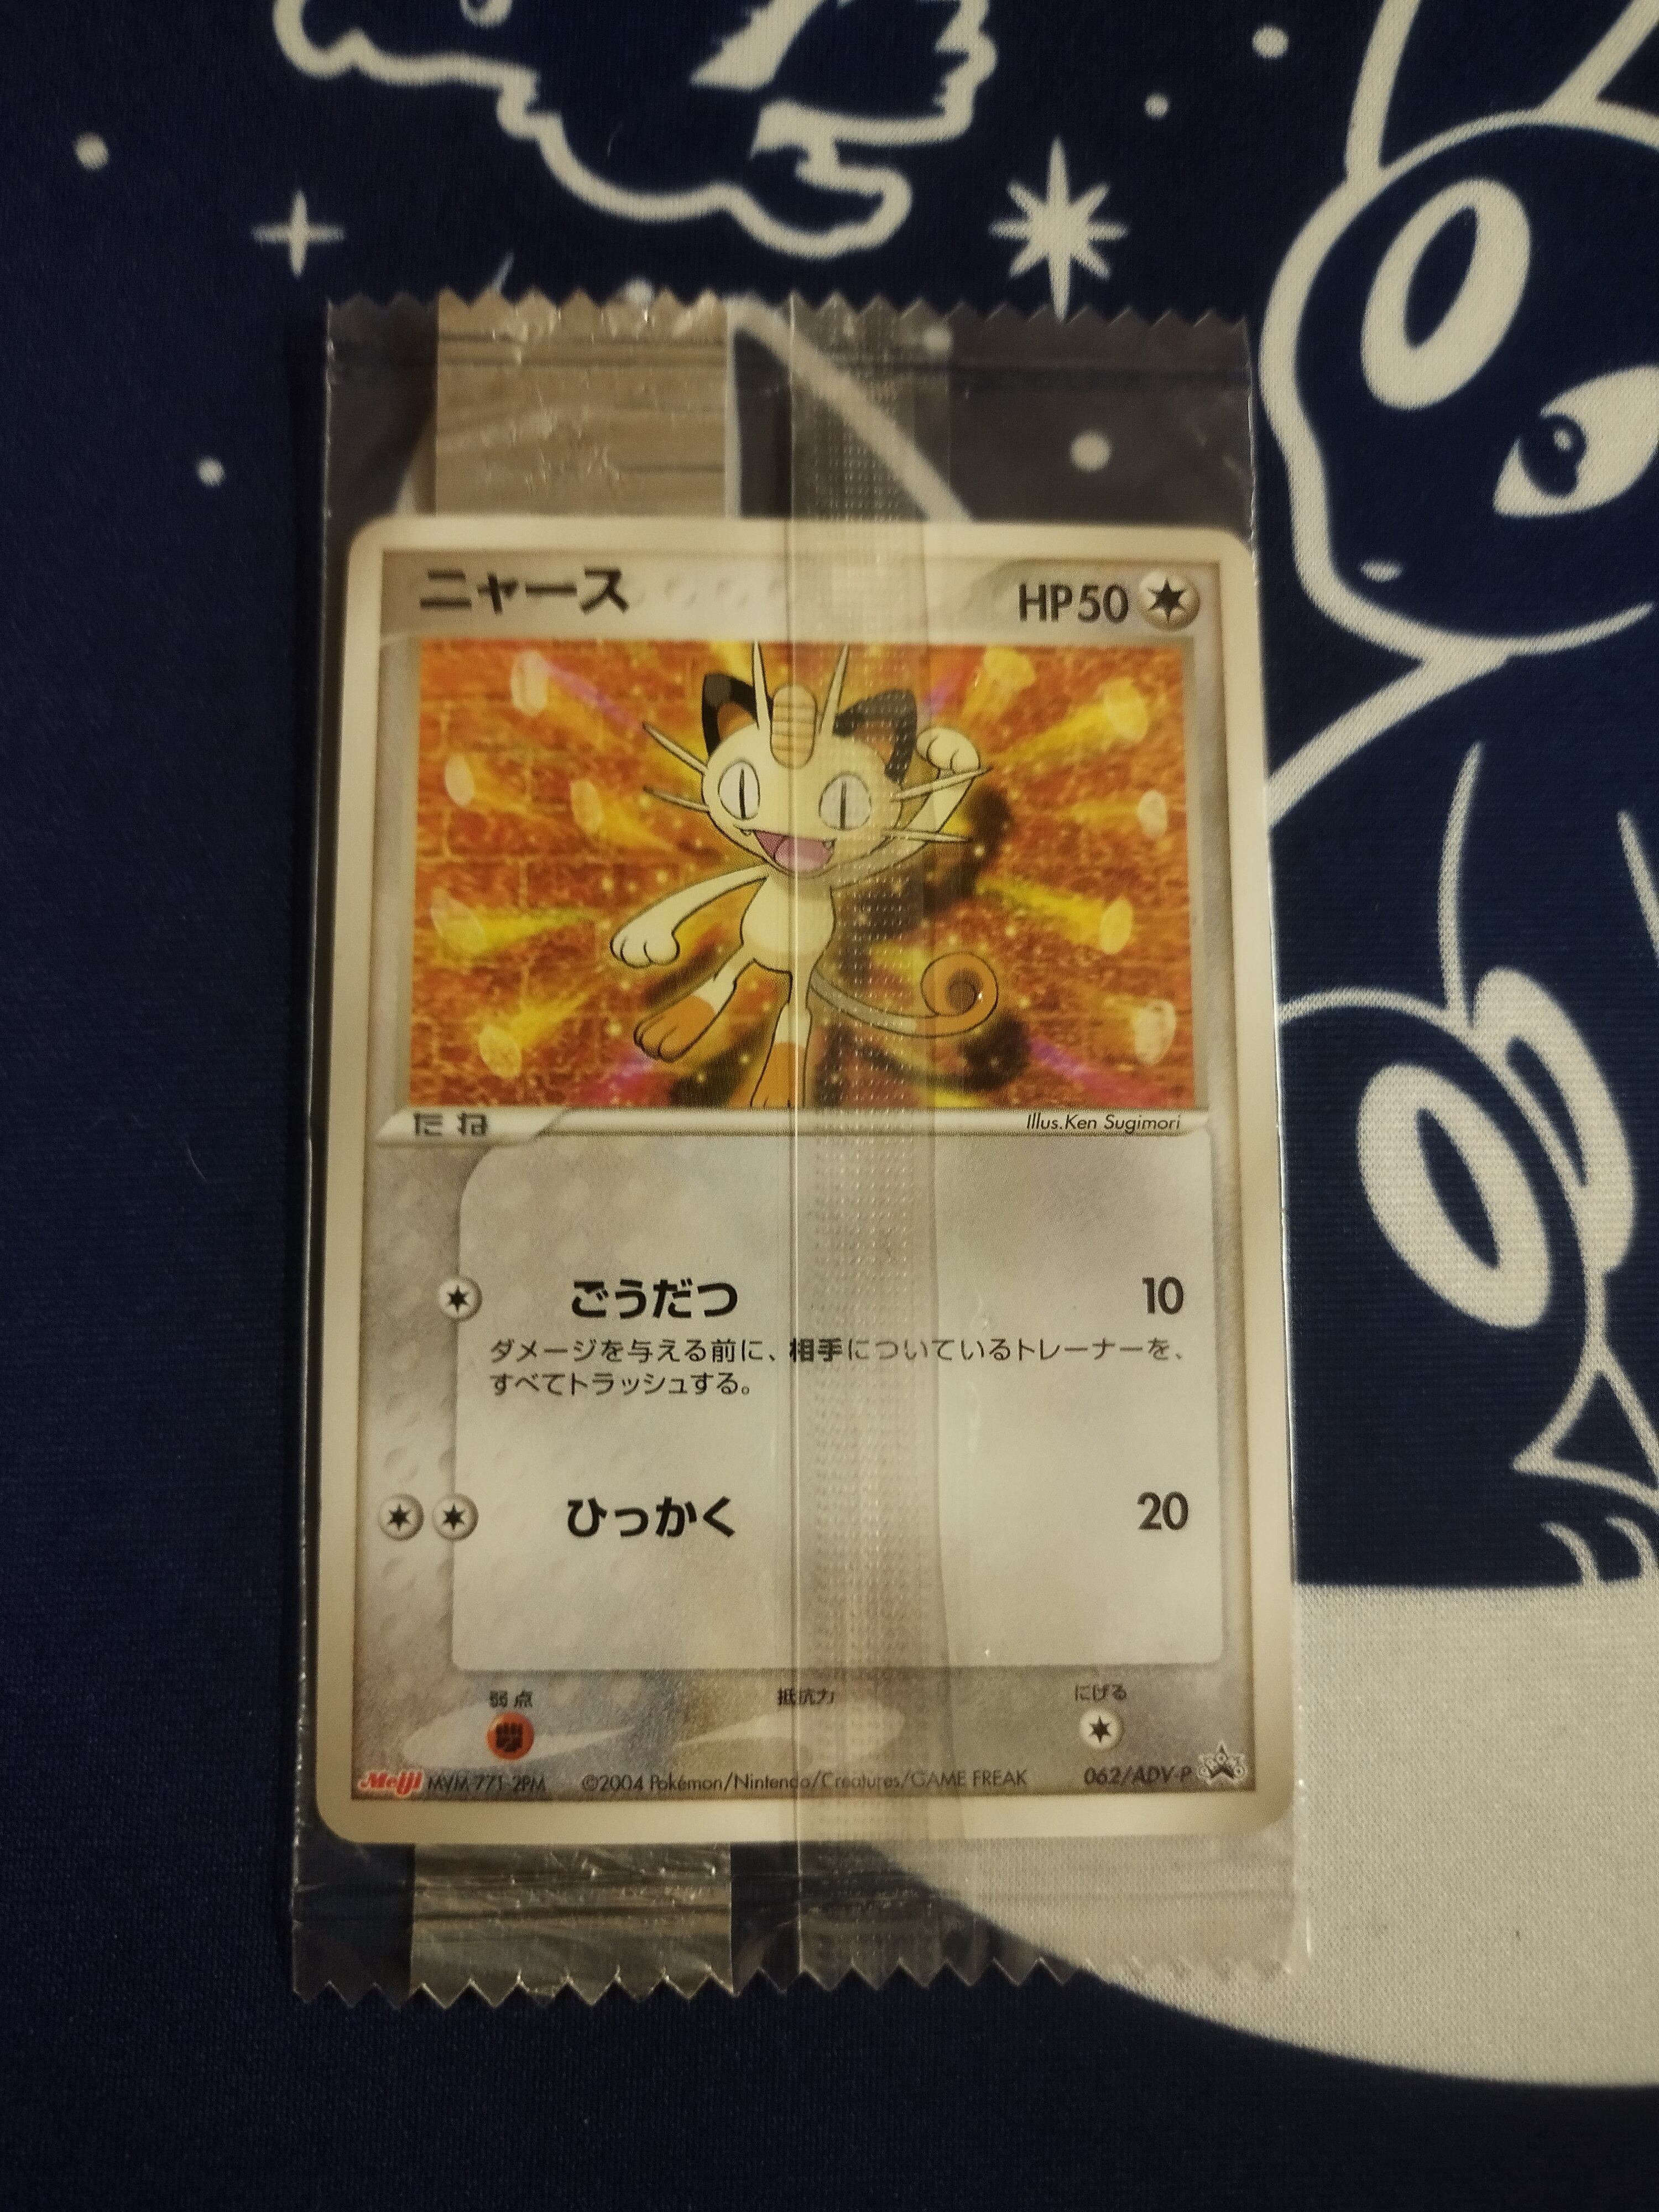 ニャース
HP50
たね
Illus.Ken Sugimori
ごうだつ 10
ダメージを与える前に、相手についているトレーナーを、
すべてトラッシュする。
ひっかく 20
弱点 抵抗力 にげる
Meiji MVM-771-2PM ©2004 Pokémon/Nintendo/Creatures/GAME FREAK 062/ADV-P